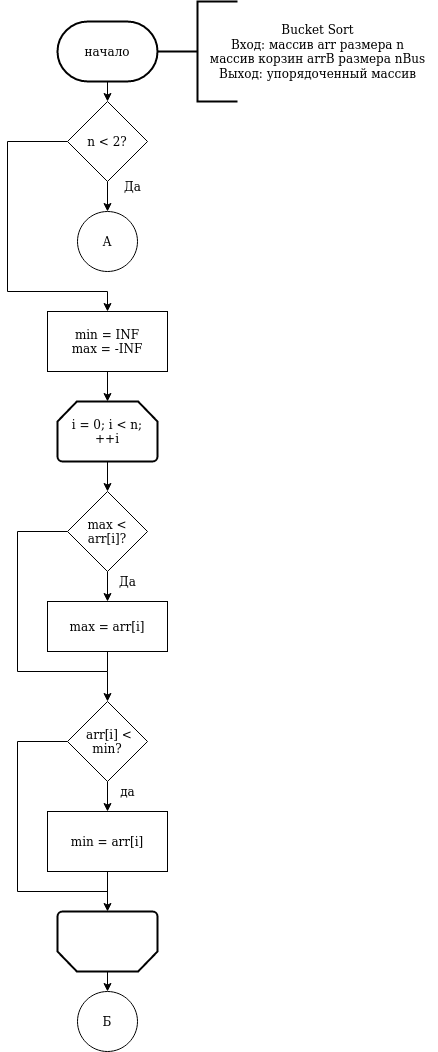 начало
Bucket Sort
Вход: массив arr размера n
массив корзин arrB размера nBus
Выход: упорядоченный массив
n < 2?
Да
А
min = INF
max = -INF
i = 0; i < n;
++i
max <
arr[i]?
Да
max = arr[i]
arr[i] <
min?
да
min = arr[i]
Б